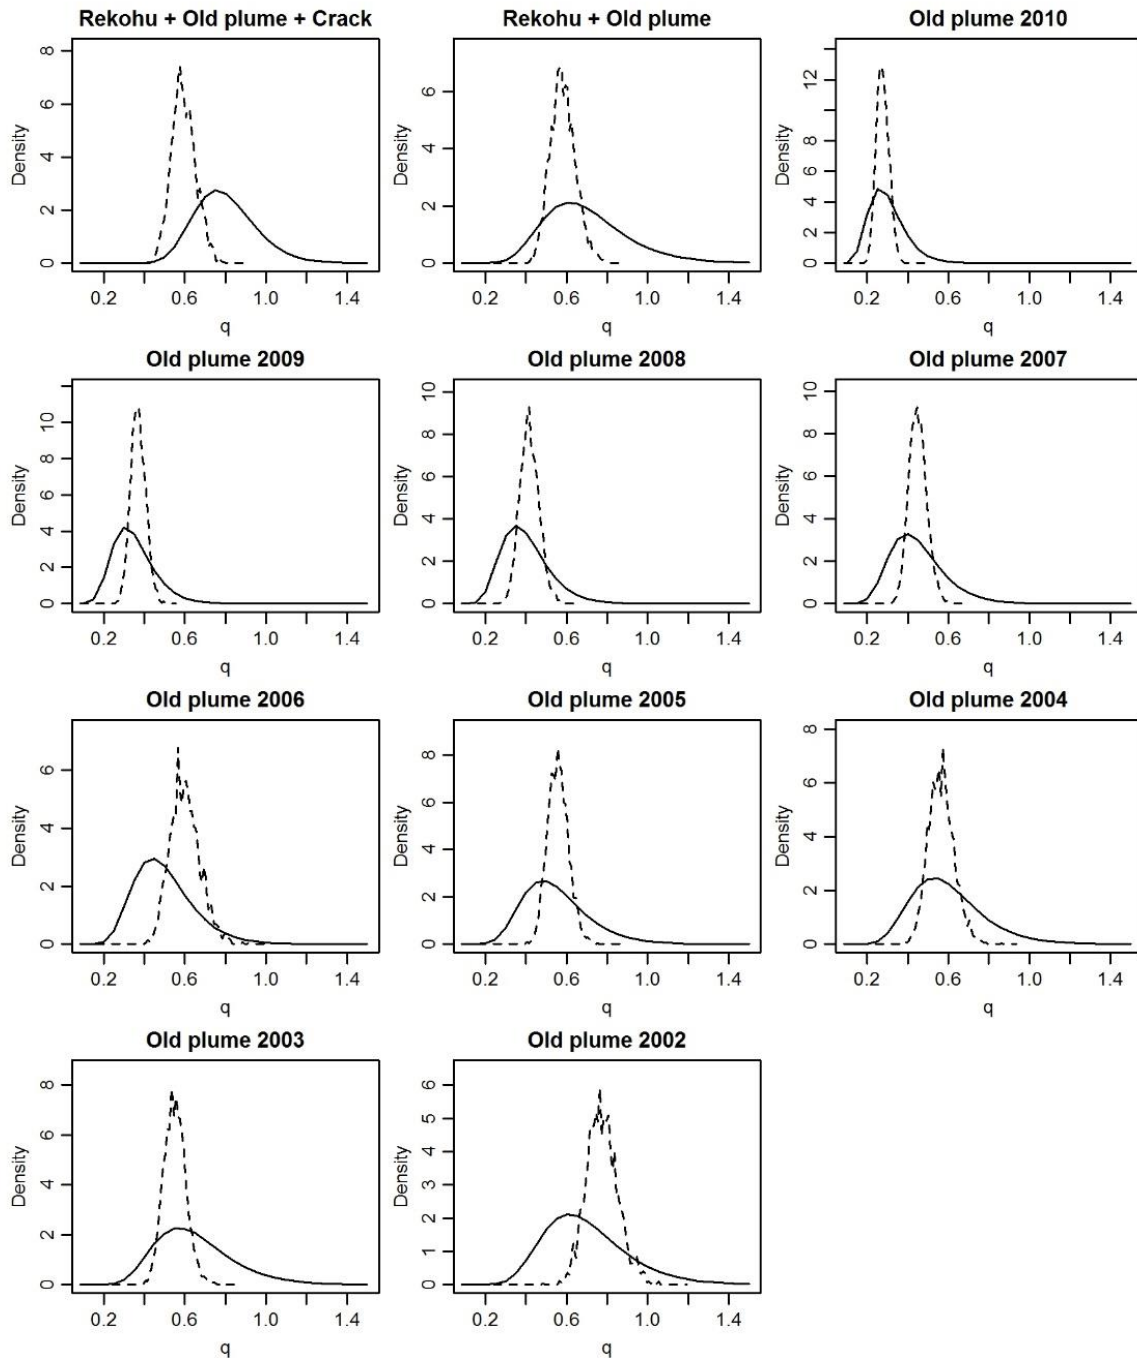 Rekohu + Old plume + Crack
Density
0 2 4 6 8
0.2 0.6 1.0 1.4
q
Rekohu + Old plume
Density
0 2 4 6
0.2 0.6 1.0 1.4
q
Old plume 2010
Density
0 2 4 6 8 12
0.2 0.6 1.0 1.4
q
Old plume 2009
Density
0 2 4 6 8 10
0.2 0.6 1.0 1.4
q
Old plume 2008
Density
0 2 4 6 8 10
0.2 0.6 1.0 1.4
q
Old plume 2007
Density
0 2 4 6 8 10
0.2 0.6 1.0 1.4
q
Old plume 2006
Density
0 2 4 6
0.2 0.6 1.0 1.4
q
Old plume 2005
Density
0 2 4 6 8
0.2 0.6 1.0 1.4
q
Old plume 2004
Density
0 2 4 6 8
0.2 0.6 1.0 1.4
q
Old plume 2003
Density
0 2 4 6 8
0.2 0.6 1.0 1.4
q
Old plume 2002
Density
0 1 2 3 4 5 6
0.2 0.6 1.0 1.4
q